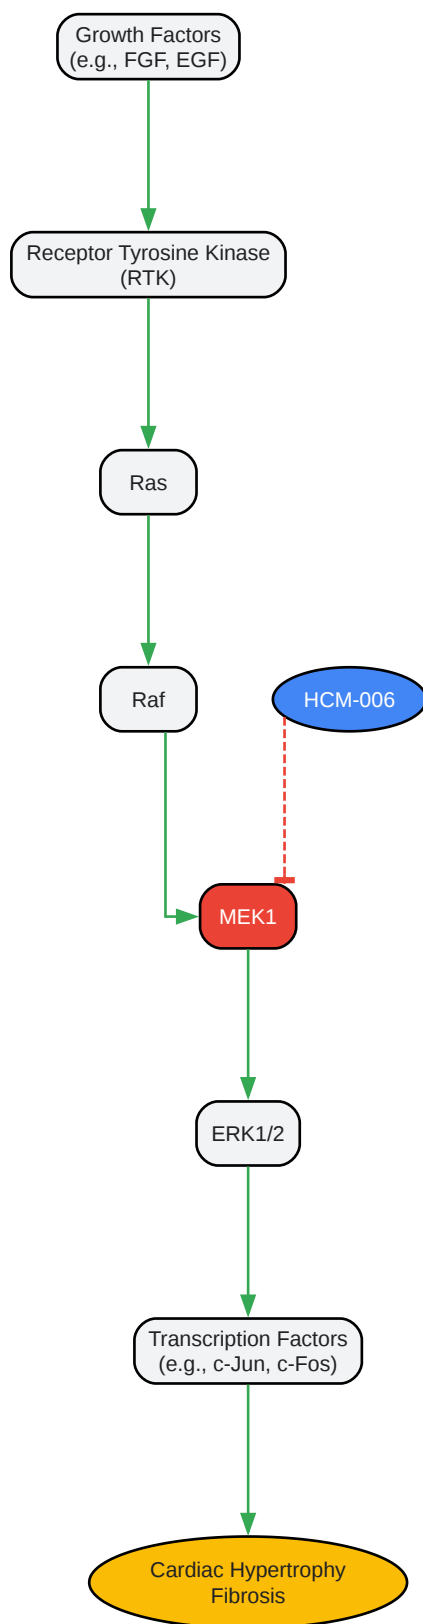 Growth Factors
(e.g., FGF, EGF)
Receptor Tyrosine Kinase
(RTK)
Ras
Raf
HCM-006
MEK1
ERK1/2
Transcription Factors
(e.g., c-Jun, c-Fos)
Cardiac Hypertrophy
Fibrosis